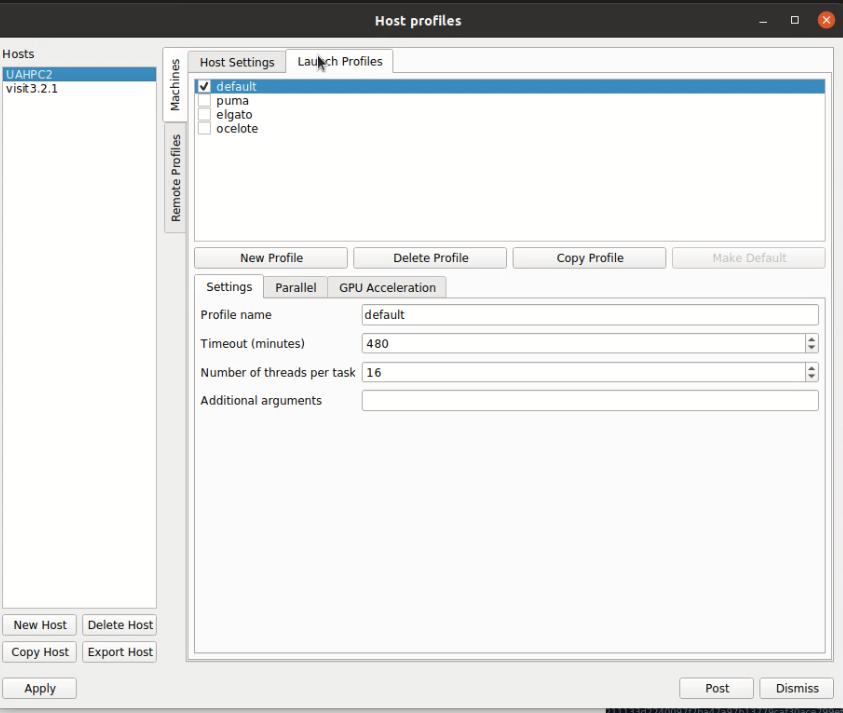 Host profiles
Hosts
UAHPC2
visit3.2.1
Machines
Remote Profiles
Host Settings
Launch Profiles
default
puma
elgato
ocelote
New Profile
Delete Profile
Copy Profile
Make Default
Settings
Parallel
GPU Acceleration
Profile name
default
Timeout (minutes)
480
Number of threads per task
16
Additional arguments
New Host
Delete Host
Copy Host
Export Host
Apply
Post
Dismiss